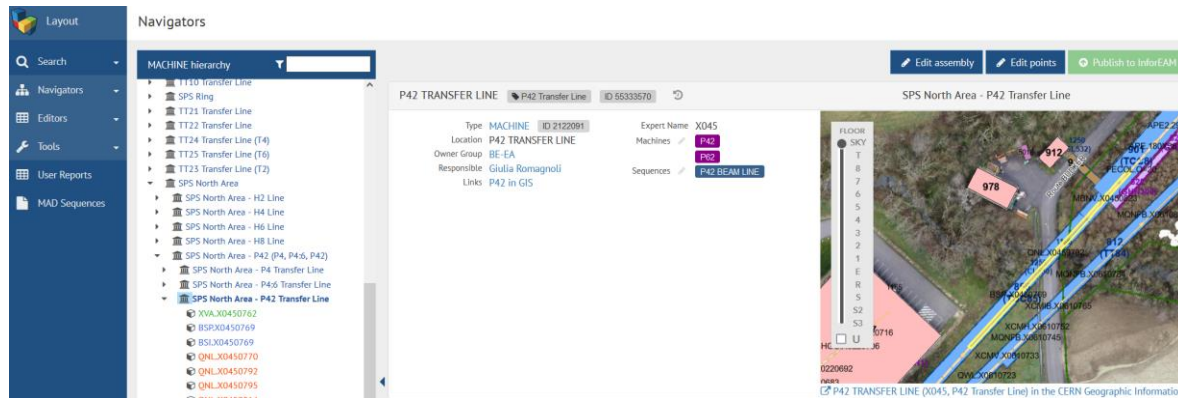 Layout
Navigators
Search
Navigators
Editors
Tools
User Reports
MAD Sequences
MACHINE hierarchy
TT10 Transfer Line
SPS Ring
TT21 Transfer Line
TT22 Transfer Line
TT24 Transfer Line (T4)
TT25 Transfer Line (T6)
TT23 Transfer Line (T2)
SPS North Area
SPS North Area - H2 Line
SPS North Area - H4 Line
SPS North Area - H6 Line
SPS North Area - H8 Line
SPS North Area - P42 (P4, P4:6, P42)
SPS North Area - P4 Transfer Line
SPS North Area - P4:6 Transfer Line
SPS North Area - P42 Transfer Line
XVA.X0450762
BSP.X0450769
BSI.X0450769
QNL.X0450770
QNL.X0450792
QNL.X0450795
Edit assembly Edit points Publish to InforEAM
P42 TRANSFER LINE P42 Transfer Line ID 55333570
SPS North Area - P42 Transfer Line
Type MACHINE ID 2122091
Location P42 TRANSFER LINE
Owner Group BE-EA
Responsible Giulia Romagnoli
Links P42 in GIS
Expert Name X045
Machines P42
P62
Sequences P42 BEAM LINE
FLOOR
SKY
T
8
7
6
5
4
3
2
1
E
R
S
S2
S3
U
978
912
912
(TT84)
XCMH.X0610752
XCMV.X0610733
0220692
P42 TRANSFER LINE (X045, P42 Transfer Line) in the CERN Geographic Informatio